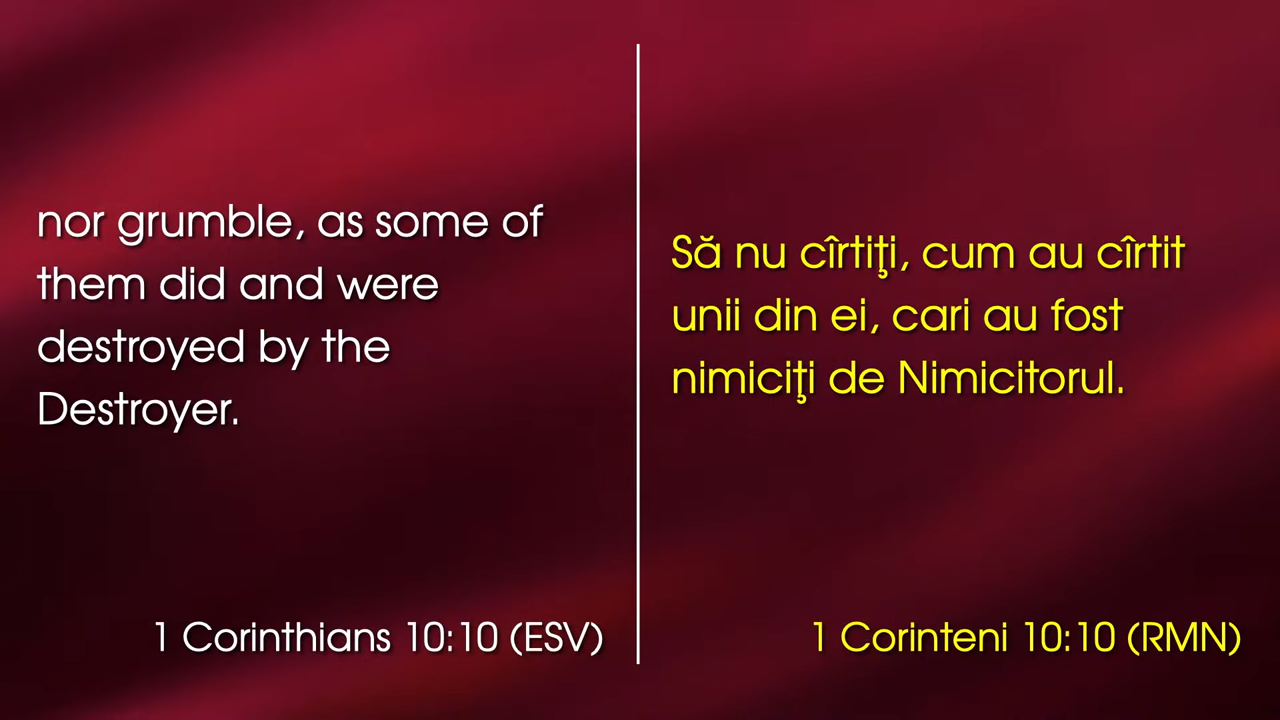 nor grumble, as some of
them did and were
destroyed by the
Destroyer.
1 Corinthians 10:10 (ESV)
Să nu cîrtiţi, cum au cîrtit
unii din ei, cari au fost
nimiciţi de Nimicitorul.
1 Corinteni 10:10 (RMN)